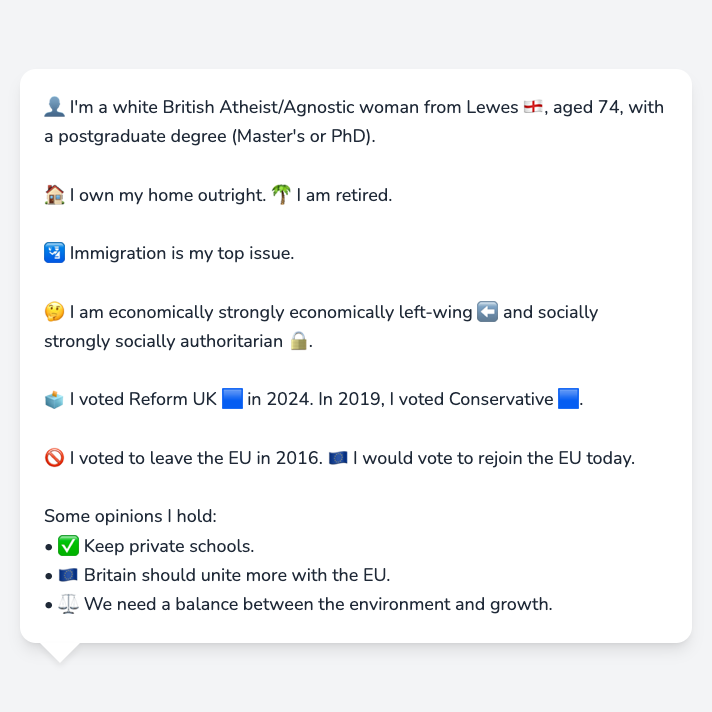 👤 I'm a white British Atheist/Agnostic woman from Lewes 🏴󠁧󠁢󠁥󠁮󠁧󠁿, aged 74, with
a postgraduate degree (Master's or PhD).
🏠 I own my home outright. 🌴 I am retired.
🛂 Immigration is my top issue.
🤔 I am economically strongly economically left-wing ⬅️ and socially
strongly socially authoritarian 🔒.
🗳️ I voted Reform UK 🟦 in 2024. In 2019, I voted Conservative 🟦.
🚫 I voted to leave the EU in 2016. 🇪🇺 I would vote to rejoin the EU today.
Some opinions I hold:
• ✅ Keep private schools.
• 🇪🇺 Britain should unite more with the EU.
• ⚖️ We need a balance between the environment and growth.